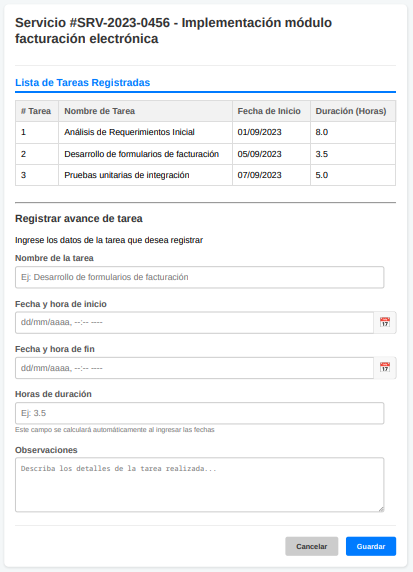 Servicio #SRV-2023-0456 - Implementación módulo
facturación electrónica
Lista de Tareas Registradas
# Tarea Nombre de Tarea Fecha de Inicio Duración (Horas)
1 Análisis de Requerimientos Inicial 01/09/2023 8.0
2 Desarrollo de formularios de facturación 05/09/2023 3.5
3 Pruebas unitarias de integración 07/09/2023 5.0
Registrar avance de tarea
Ingrese los datos de la tarea que desea registrar
Nombre de la tarea
Ej: Desarrollo de formularios de facturación
Fecha y hora de inicio
dd/mm/aaaa, --:-- ----
Fecha y hora de fin
dd/mm/aaaa, --:-- ----
Horas de duración
Ej: 3.5
Este campo se calculará automáticamente al ingresar las fechas
Observaciones
Describa los detalles de la tarea realizada...
Cancelar Guardar